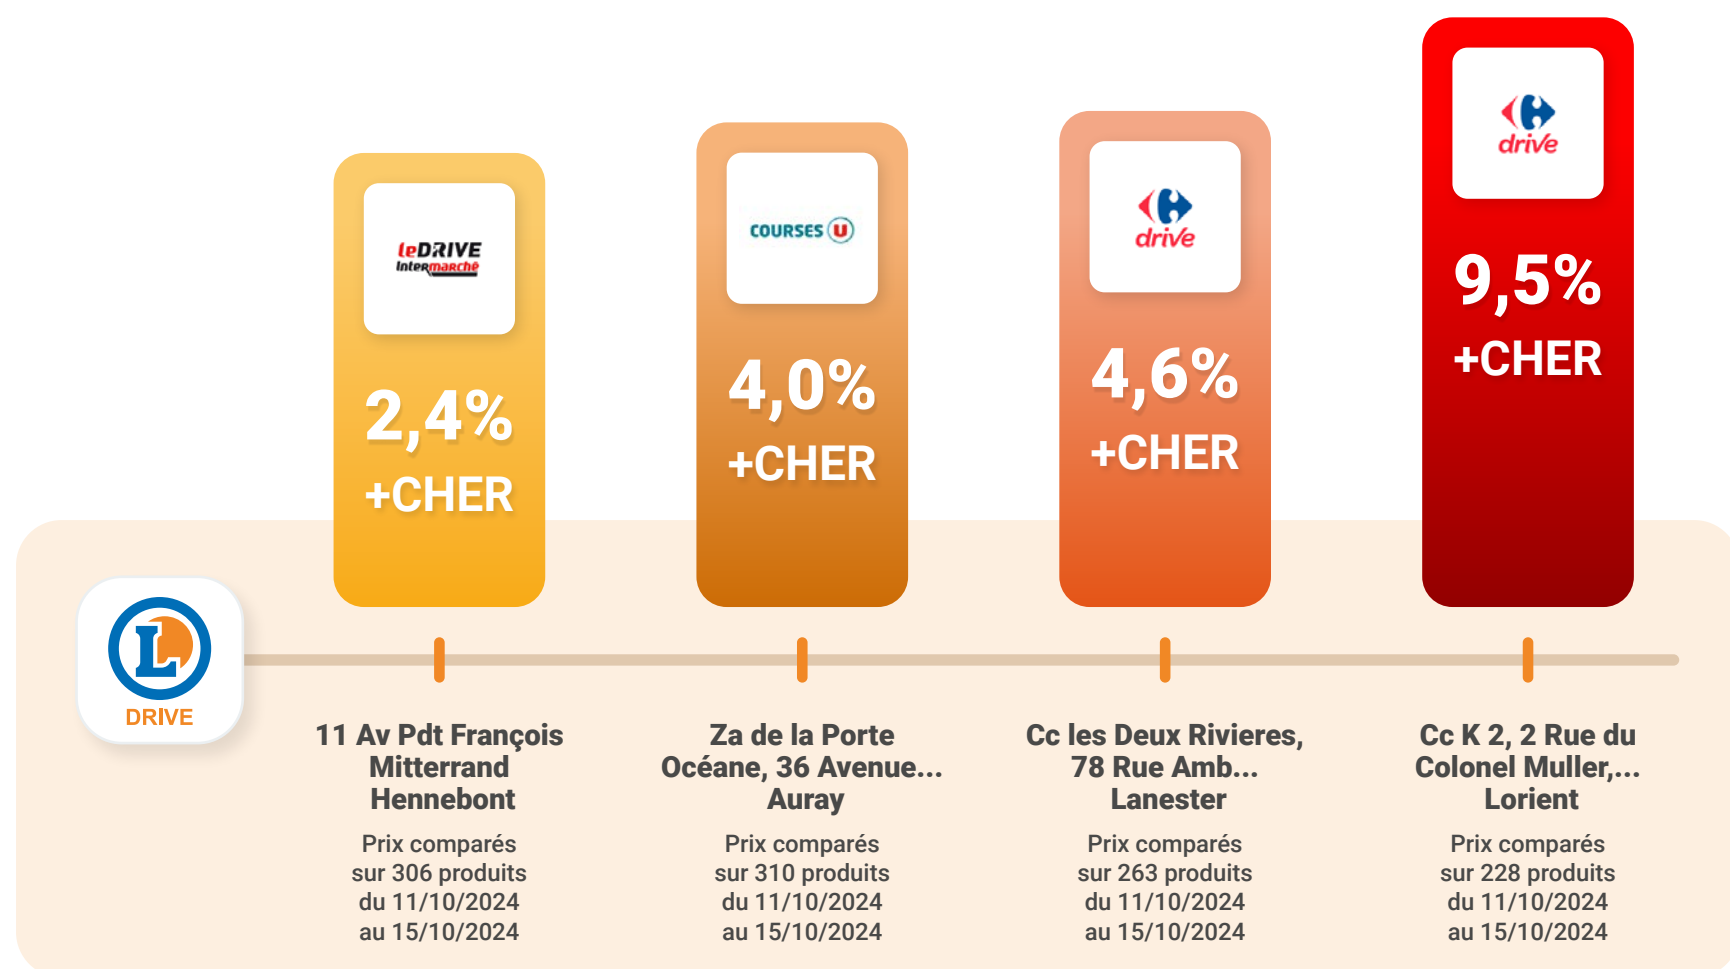 leDRIVE
Intermarché
2,4%
+CHER
COURSES U
4,0%
+CHER
drive
4,6%
+CHER
drive
9,5%
+CHER
L
DRIVE
11 Av Pdt François
Mitterrand
Hennebont
Prix comparés
sur 306 produits
du 11/10/2024
au 15/10/2024
Za de la Porte
Océane, 36 Avenue...
Auray
Prix comparés
sur 310 produits
du 11/10/2024
au 15/10/2024
Cc les Deux Rivieres,
78 Rue Amb...
Lanester
Prix comparés
sur 263 produits
du 11/10/2024
au 15/10/2024
Cc K 2, 2 Rue du
Colonel Muller,...
Lorient
Prix comparés
sur 228 produits
du 11/10/2024
au 15/10/2024